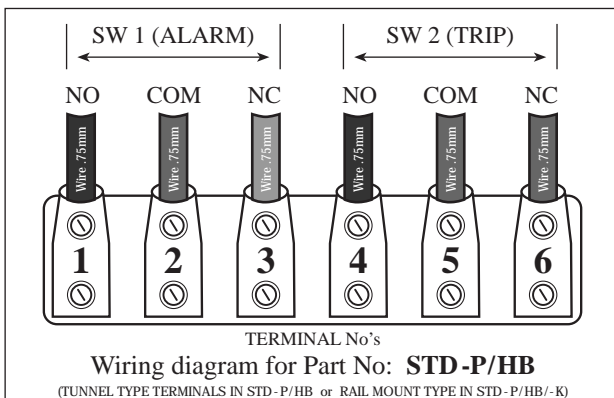 SW 1 (ALARM) SW 2 (TRIP)
NO COM NC NO COM NC
Wire .75mm Wire .75mm Wire .75mm Wire .75mm Wire .75mm Wire .75mm
1 2 3 4 5 6
TERMINAL No's
Wiring diagram for Part No: STD-P/HB
(TUNNEL TYPE TERMINALS IN STD-P/HB or RAIL MOUNT TYPE IN STD-P/HB/-K)